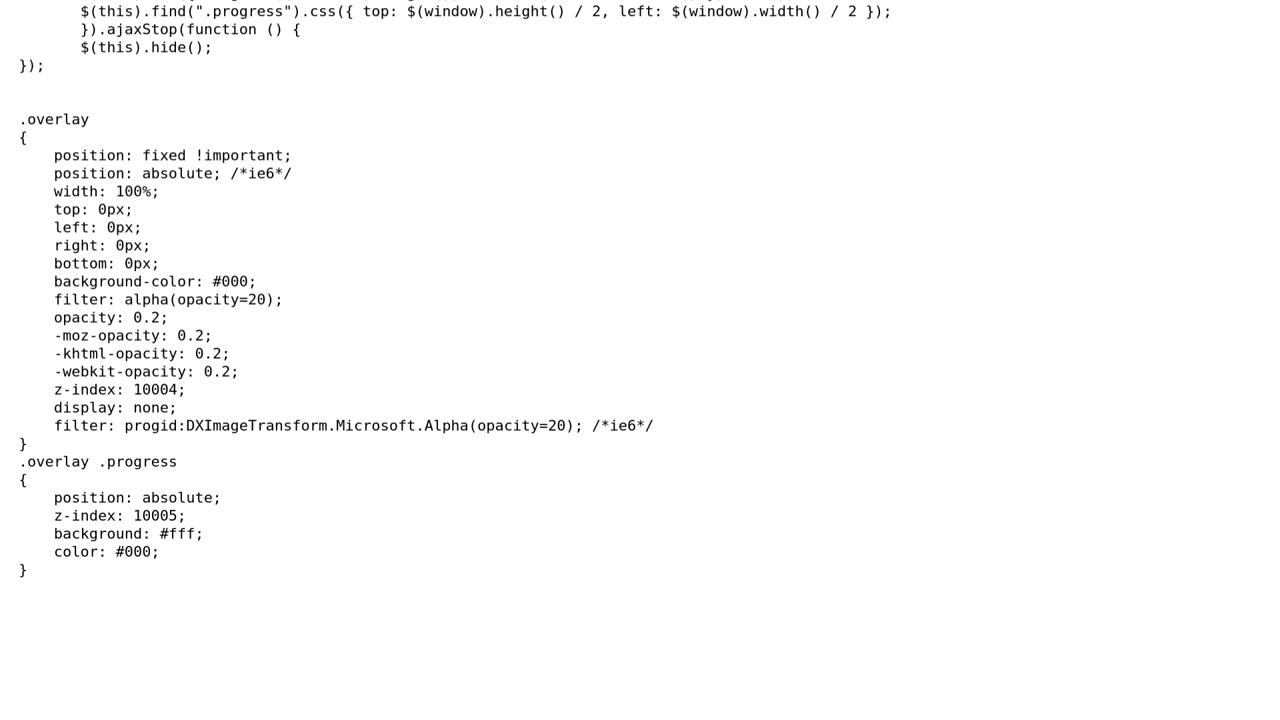 $(this).find(".progress").css({ top: $(window).height() / 2, left: $(window).width() / 2 });
}).ajaxStop(function () {
$(this).hide();
});
.overlay
{
position: fixed !important;
position: absolute; /*ie6*/
width: 100%;
top: 0px;
left: 0px;
right: 0px;
bottom: 0px;
background-color: #000;
filter: alpha(opacity=20);
opacity: 0.2;
-moz-opacity: 0.2;
-khtml-opacity: 0.2;
-webkit-opacity: 0.2;
z-index: 10004;
display: none;
filter: progid:DXImageTransform.Microsoft.Alpha(opacity=20); /*ie6*/
}
.overlay .progress
{
position: absolute;
z-index: 10005;
background: #fff;
color: #000;
}